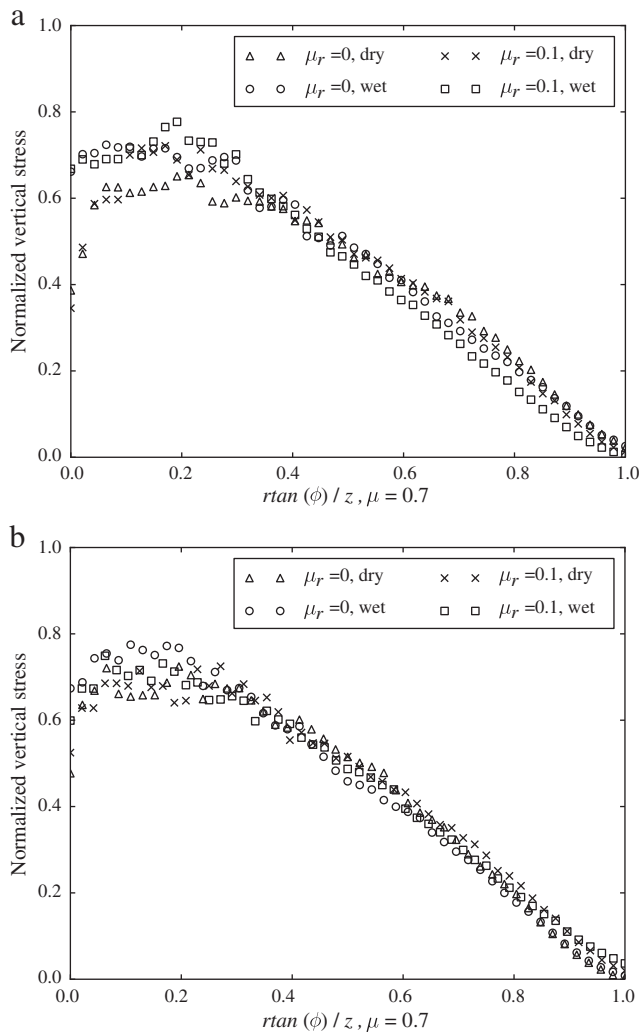 a
1.0
μr =0, dry μr =0.1, dry
0.8
μr =0, wet μr =0.1, wet
0.6
0.4
0.2
0.0
Normalized vertical stress
0.0 0.2 0.4 0.6 0.8 1.0
rtan (ϕ) / z , μ = 0.7
b
1.0
μr =0, dry μr =0.1, dry
μr =0, wet μr =0.1, wet
0.8
0.6
0.4
0.2
0.0
Normalized vertical stress
0.0 0.2 0.4 0.6 0.8 1.0
rtan (ϕ) / z , μ = 0.7